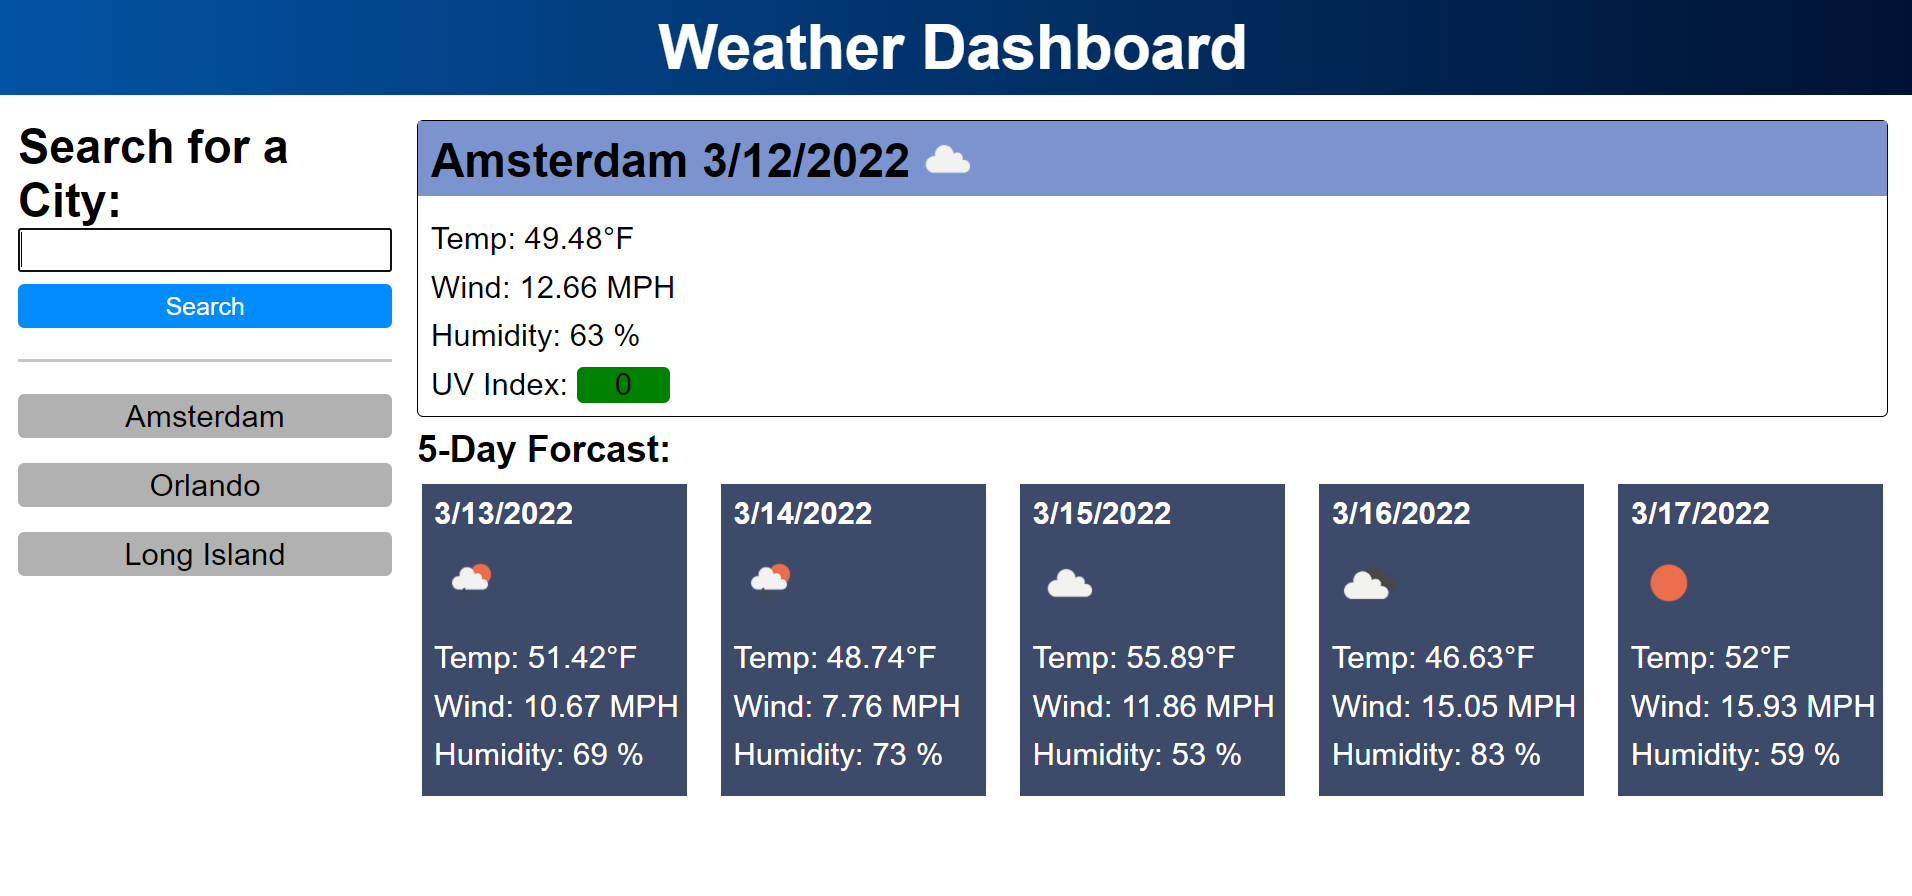 Weather Dashboard
Search for a
City:
Search
Amsterdam
Orlando
Long Island
Amsterdam 3/12/2022
Temp: 49.48°F
Wind: 12.66 MPH
Humidity: 63 %
UV Index: 0
5-Day Forcast:
3/13/2022
Temp: 51.42°F
Wind: 10.67 MPH
Humidity: 69 %
3/14/2022
Temp: 48.74°F
Wind: 7.76 MPH
Humidity: 73 %
3/15/2022
Temp: 55.89°F
Wind: 11.86 MPH
Humidity: 53 %
3/16/2022
Temp: 46.63°F
Wind: 15.05 MPH
Humidity: 83 %
3/17/2022
Temp: 52°F
Wind: 15.93 MPH
Humidity: 59 %